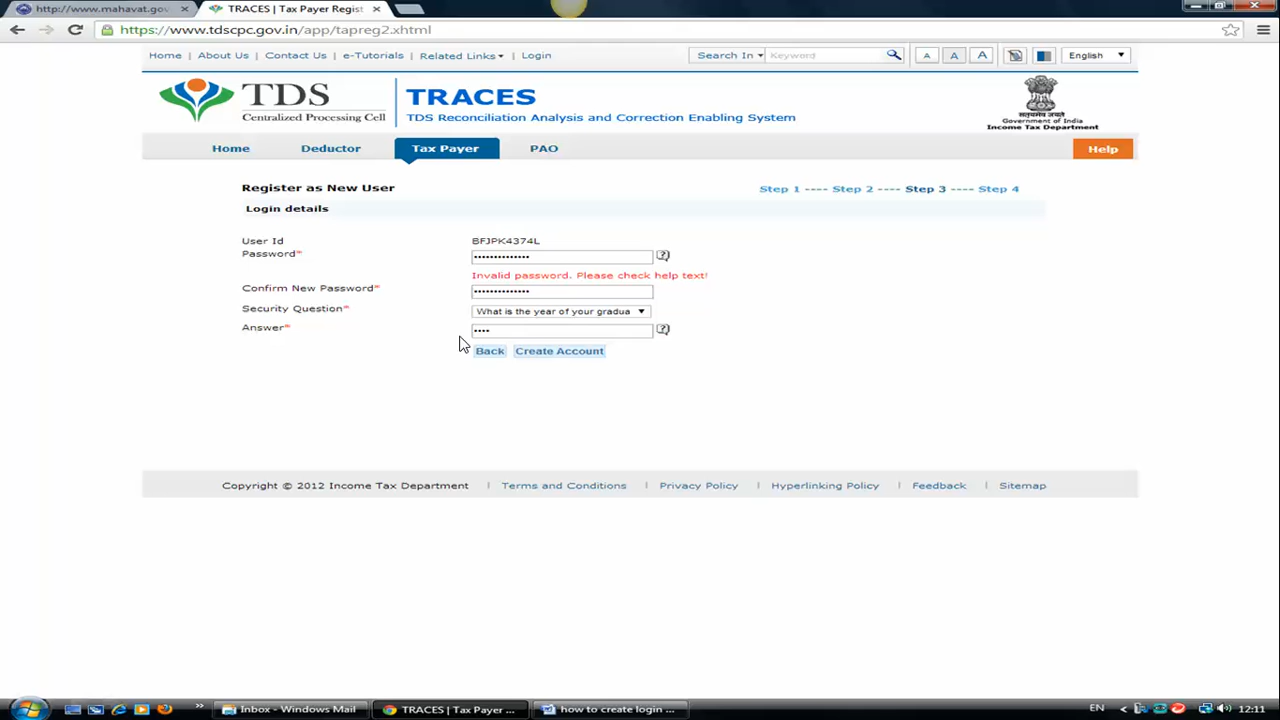 http://www.mahavat.gov
TRACES | Tax Payer Regist
https://www.tdscpc.gov.in/app/tapreg2.xhtml
Home About Us Contact Us e-Tutorials Related Links Login Search In Keyword A A A English
TDS
Centralized Processing Cell
TRACES
TDS Reconciliation Analysis and Correction Enabling System
सत्यमेव जयते
Government of India
Income Tax Department
Home Deductor Tax Payer PAO Help
Register as New User Step 1 ---- Step 2 ---- Step 3 ---- Step 4
Login details
User Id BFJPK4374L
Password* ••••••••••••••
Invalid password. Please check help text!
Confirm New Password* ••••••••••••••
Security Question* What is the year of your gradua
Answer* ••••
Back Create Account
Copyright © 2012 Income Tax Department | Terms and Conditions | Privacy Policy | Hyperlinking Policy | Feedback | Sitemap
Inbox - Windows Mail TRACES | Tax Payer ... how to create login ... EN 12:11